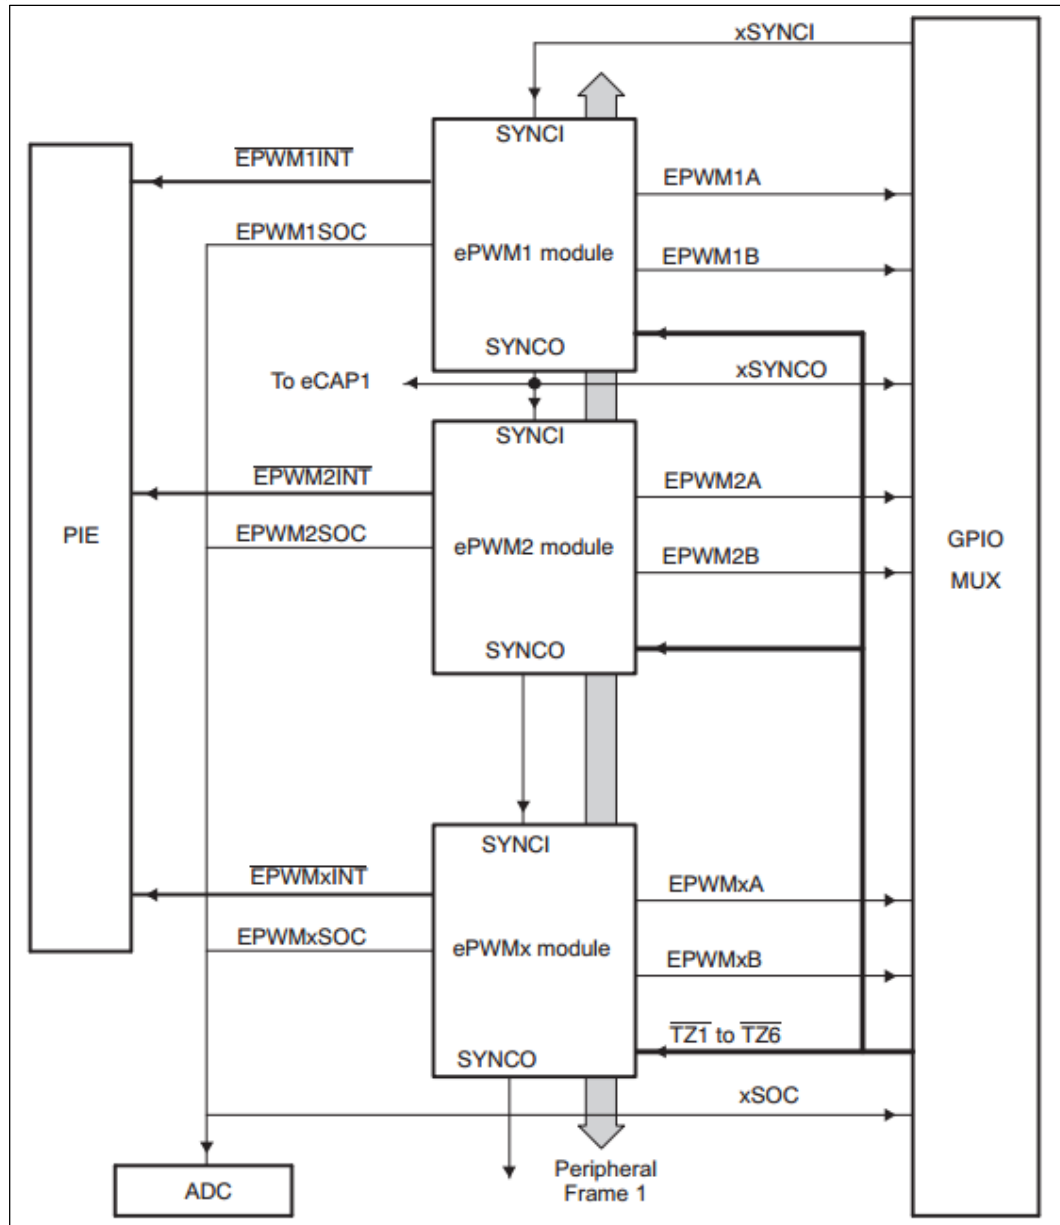 xSYNCI
SYNCI
EPWM1INT
EPWM1A
EPWM1SOC
ePWM1 module
EPWM1B
SYNCO
To eCAP1
xSYNCO
SYNCI
EPWM2INT
EPWM2A
PIE
EPWM2SOC
ePWM2 module
EPWM2B
GPIO
MUX
SYNCO
SYNCI
EPWMxINT
EPWMxA
EPWMxSOC
ePWMx module
EPWMxB
TZ1 to TZ6
SYNCO
xSOC
ADC
Peripheral
Frame 1